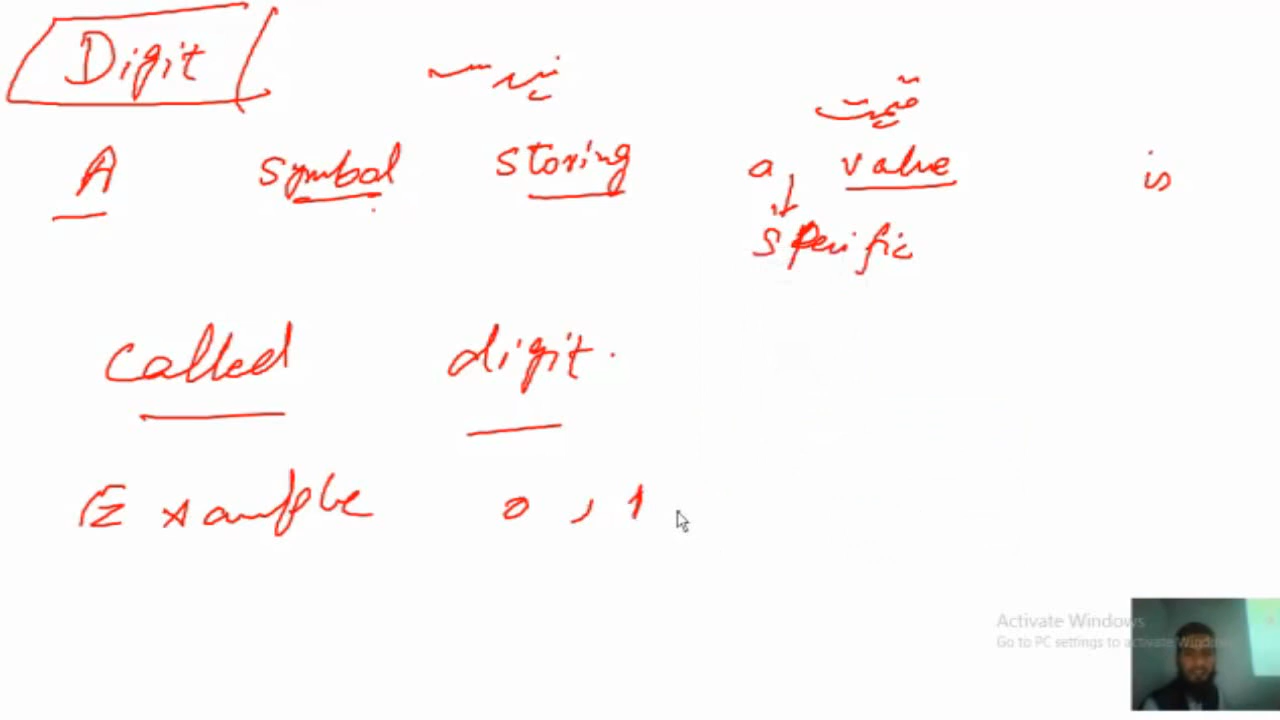 Digit
قیمت
A symbol storing a value is
specific
called digit.
Example 0, 1
Activate Windows
Go to PC settings to activate Windows.